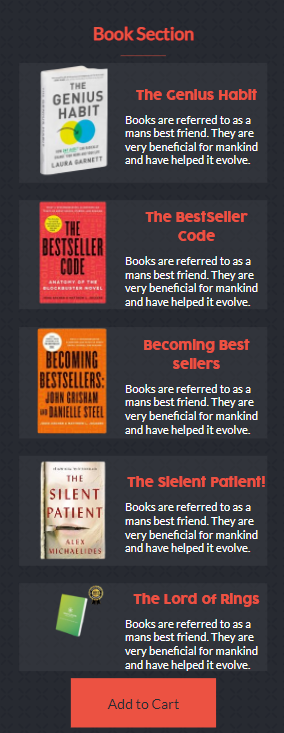 Book Section
THE
GENIUS
HABIT
LAURA GARNETT
The Genius Habit
Books are referred to as a
mans best friend. They are
very beneficial for mankind
and have helped it evolve.
THE
BESTSELLER
CODE
ANATOMY OF THE
BLOCKBUSTER NOVEL
The BestSeller
Code
Books are referred to as a
mans best friend. They are
very beneficial for mankind
and have helped it evolve.
BECOMING
BESTSELLERS:
JOHN GRISHAM
AND DANIELLE STEEL
Becoming Best
sellers
Books are referred to as a
mans best friend. They are
very beneficial for mankind
and have helped it evolve.
THE
SILENT
PATIENT
ALEX
MICHAELIDES
The Slelent Patient!
Books are referred to as a
mans best friend. They are
very beneficial for mankind
and have helped it evolve.
The Lord of Rings
Books are referred to as a
mans best friend. They are
very beneficial for mankind
and have helped it evolve.
Add to Cart